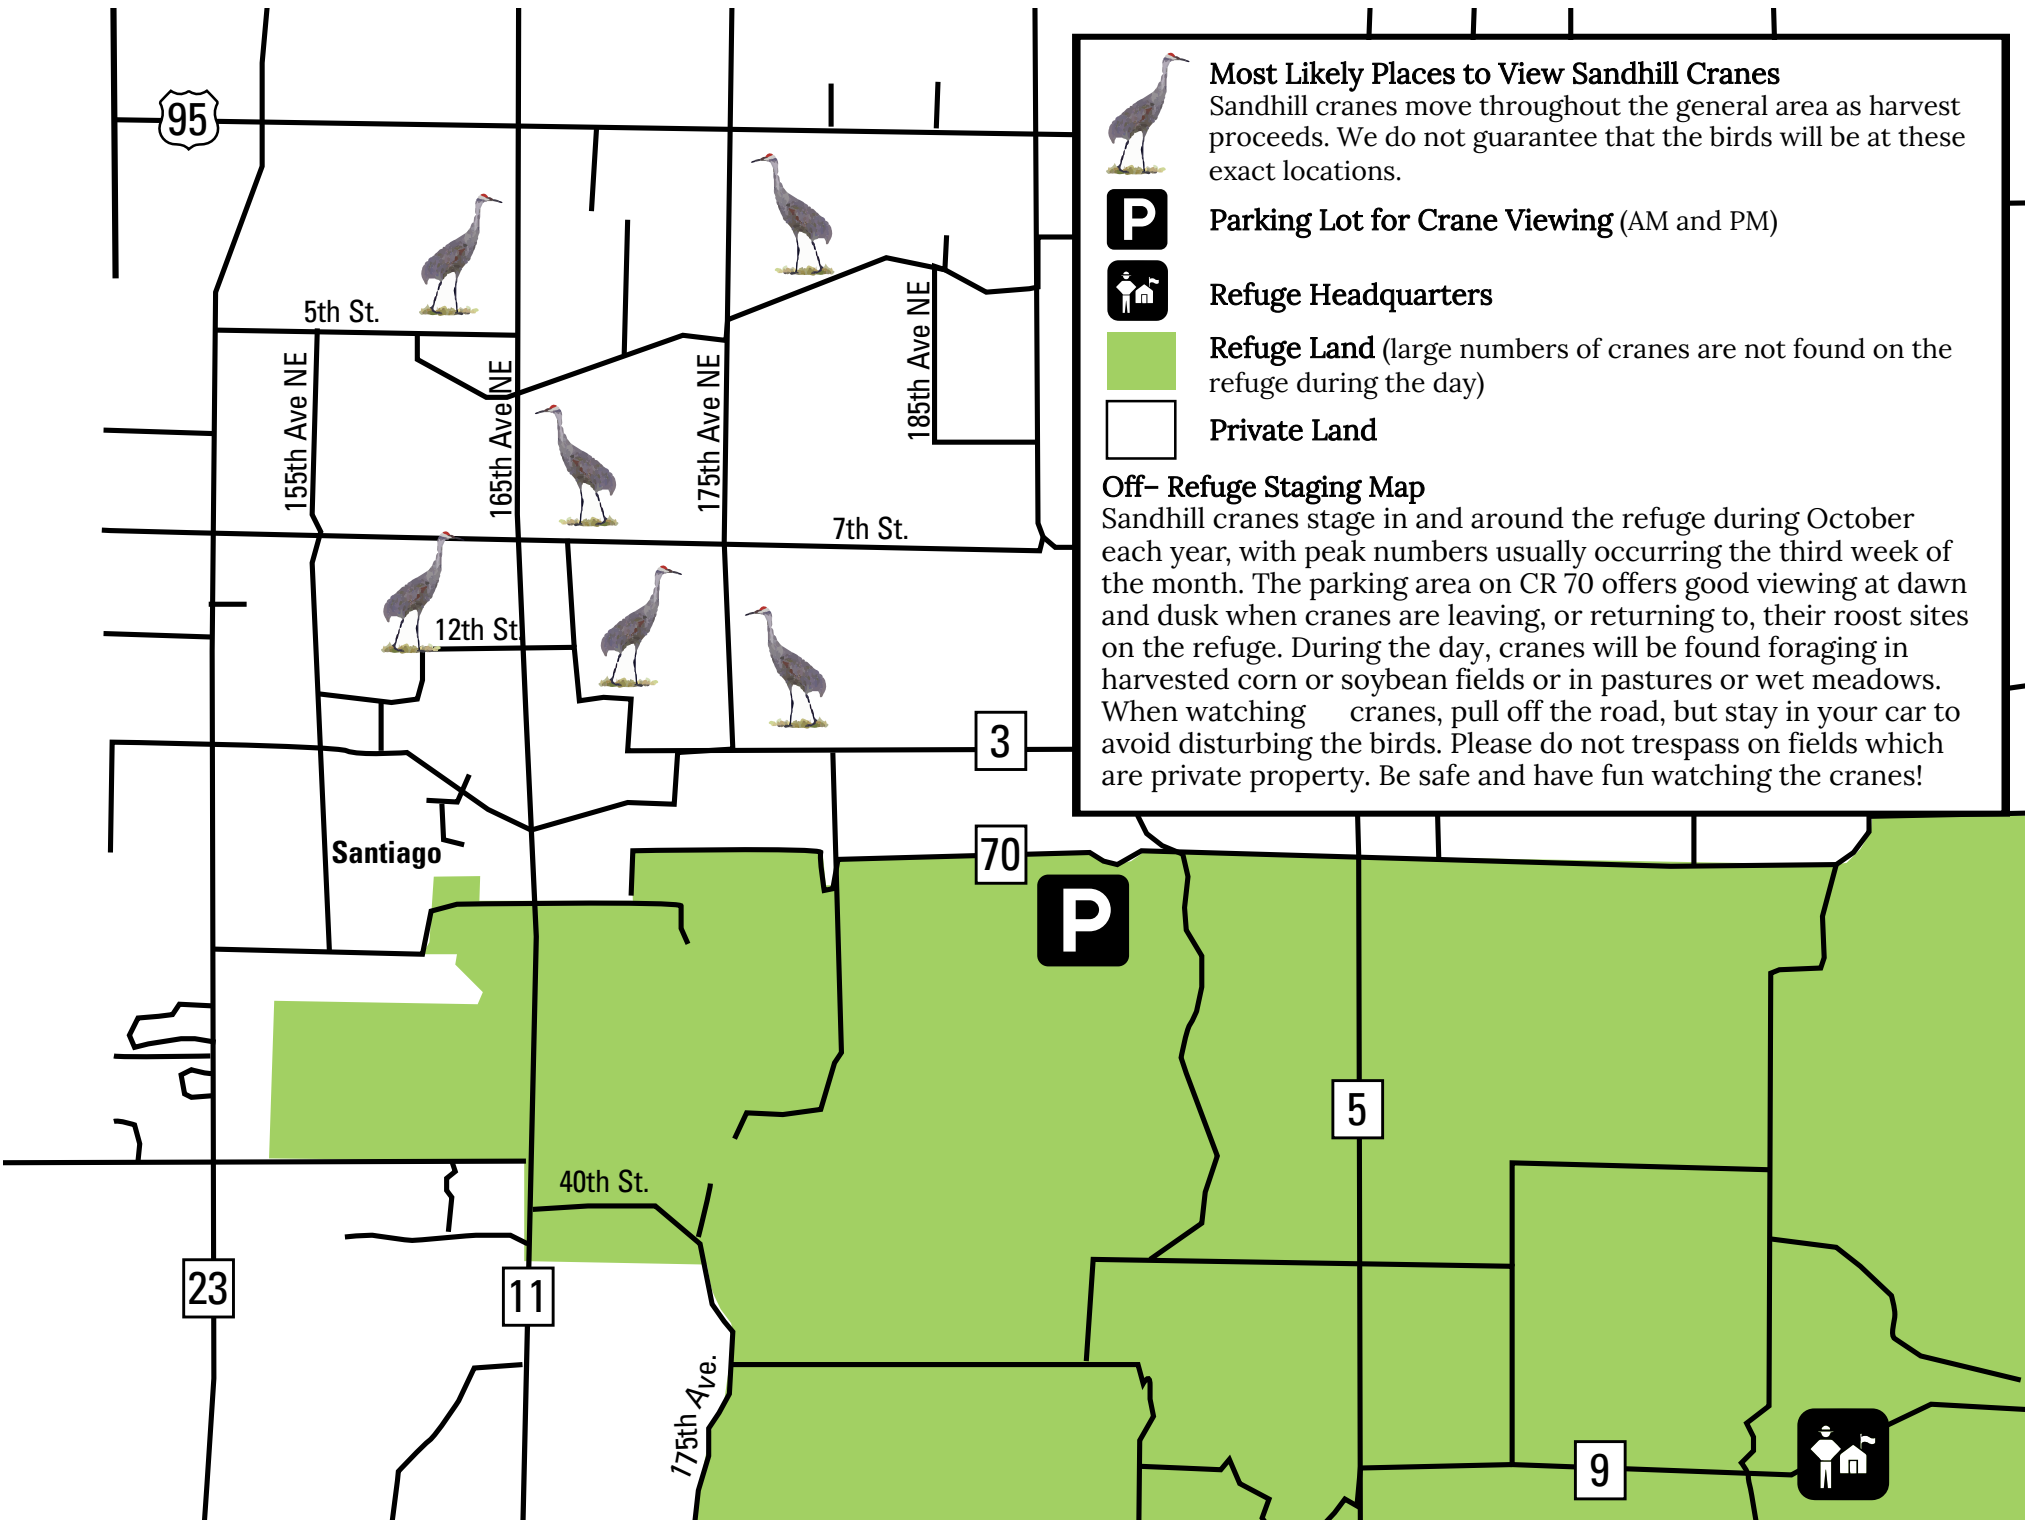 95
5th St.
155th Ave NE
165th Ave NE
175th Ave NE
185th Ave NE
7th St.
12th St.
3
Santiago
70
P
5
40th St.
23
11
175th Ave.
9
Most Likely Places to View Sandhill Cranes
Sandhill cranes move throughout the general area as harvest
proceeds. We do not guarantee that the birds will be at these
exact locations.
P
Parking Lot for Crane Viewing (AM and PM)
Refuge Headquarters
Refuge Land (large numbers of cranes are not found on the
refuge during the day)
Private Land
Off– Refuge Staging Map
Sandhill cranes stage in and around the refuge during October
each year, with peak numbers usually occurring the third week of
the month. The parking area on CR 70 offers good viewing at dawn
and dusk when cranes are leaving, or returning to, their roost sites
on the refuge. During the day, cranes will be found foraging in
harvested corn or soybean fields or in pastures or wet meadows.
When watching cranes, pull off the road, but stay in your car to
avoid disturbing the birds. Please do not trespass on fields which
are private property. Be safe and have fun watching the cranes!